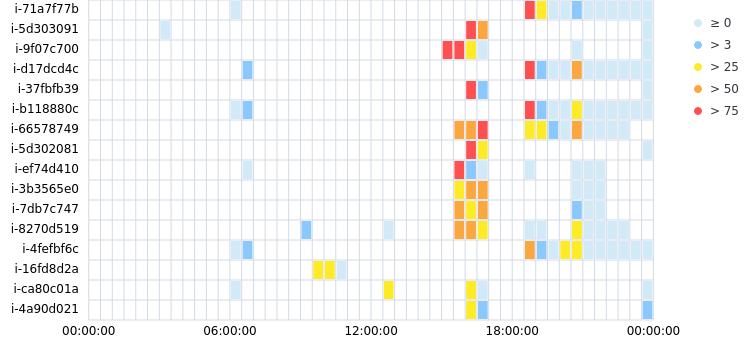 i-71a7f77b
i-5d303091
i-9f07c700
i-d17dcd4c
i-37fbfb39
i-b118880c
i-66578749
i-5d302081
i-ef74d410
i-3b3565e0
i-7db7c747
i-8270d519
i-4fefbf6c
i-16fd8d2a
i-ca80c01a
i-4a90d021
00:00:00 06:00:00 12:00:00 18:00:00 00:00:00
≥ 0
> 3
> 25
> 50
> 75